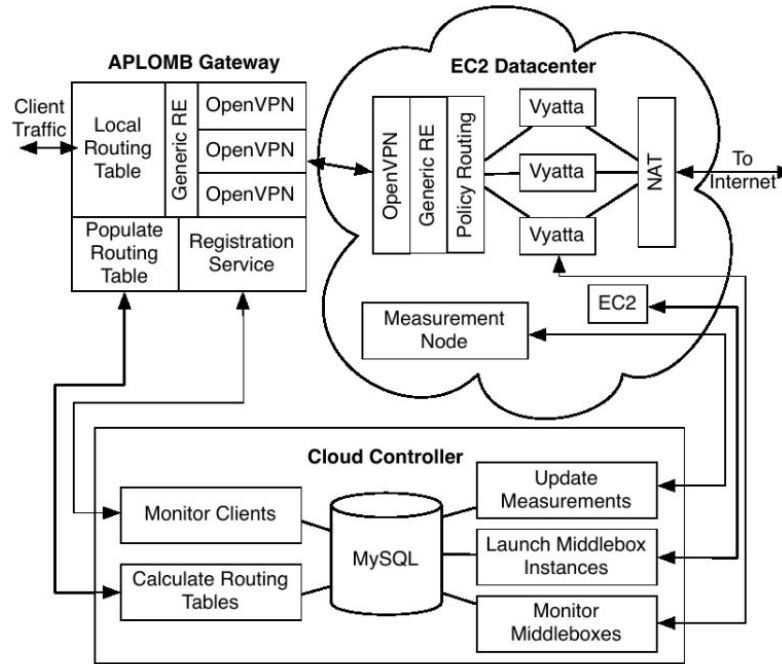 APLOMB Gateway
EC2 Datacenter
Client
Traffic
Local
Routing
Table
Generic RE
OpenVPN
OpenVPN
OpenVPN
Populate
Routing
Table
Registration
Service
OpenVPN
Generic RE
Policy Routing
Vyatta
Vyatta
Vyatta
NAT
To
Internet
EC2
Measurement
Node
Cloud Controller
Monitor Clients
Calculate Routing
Tables
MySQL
Update
Measurements
Launch Middlebox
Instances
Monitor
Middleboxes